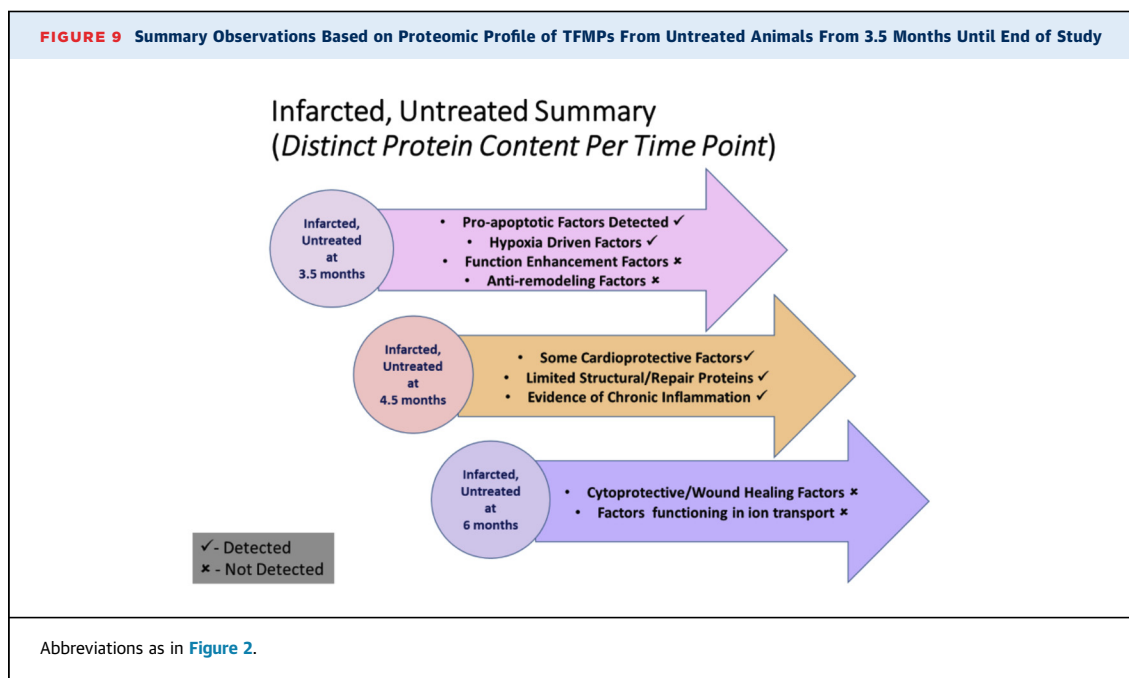 FIGURE 9 Summary Observations Based on Proteomic Profile of TFMPs From Untreated Animals From 3.5 Months Until End of Study
Infarcted, Untreated Summary
(Distinct Protein Content Per Time Point)
Infarcted,
Untreated
at
3.5 months
• Pro-apoptotic Factors Detected ✓
• Hypoxia Driven Factors ✓
• Function Enhancement Factors ×
• Anti-remodeling Factors ×
Infarcted,
Untreated
at
4.5 months
• Some Cardioprotective Factors✓
• Limited Structural/Repair Proteins ✓
• Evidence of Chronic Inflammation ✓
Infarcted,
Untreated
at
6 months
• Cytoprotective/Wound Healing Factors ×
• Factors functioning in ion transport ×
✓- Detected
× - Not Detected
Abbreviations as in Figure 2.